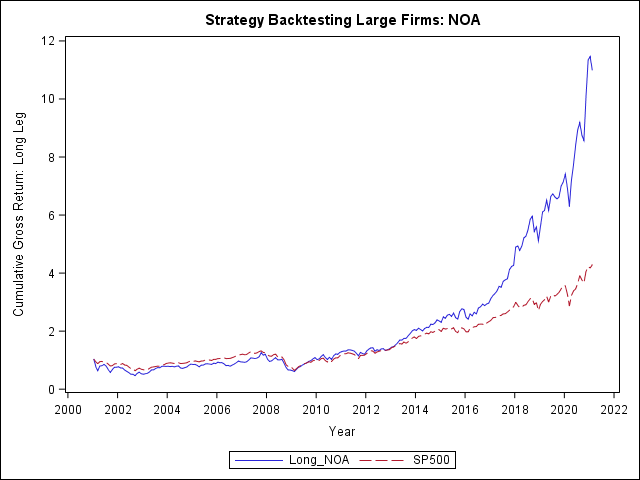 Strategy Backtesting Large Firms: NOA
Cumulative Gross Return: Long Leg
12
10
8
6
4
2
0
2000 2002 2004 2006 2008 2010 2012 2014 2016 2018 2020 2022
Year
Long_NOA SP500